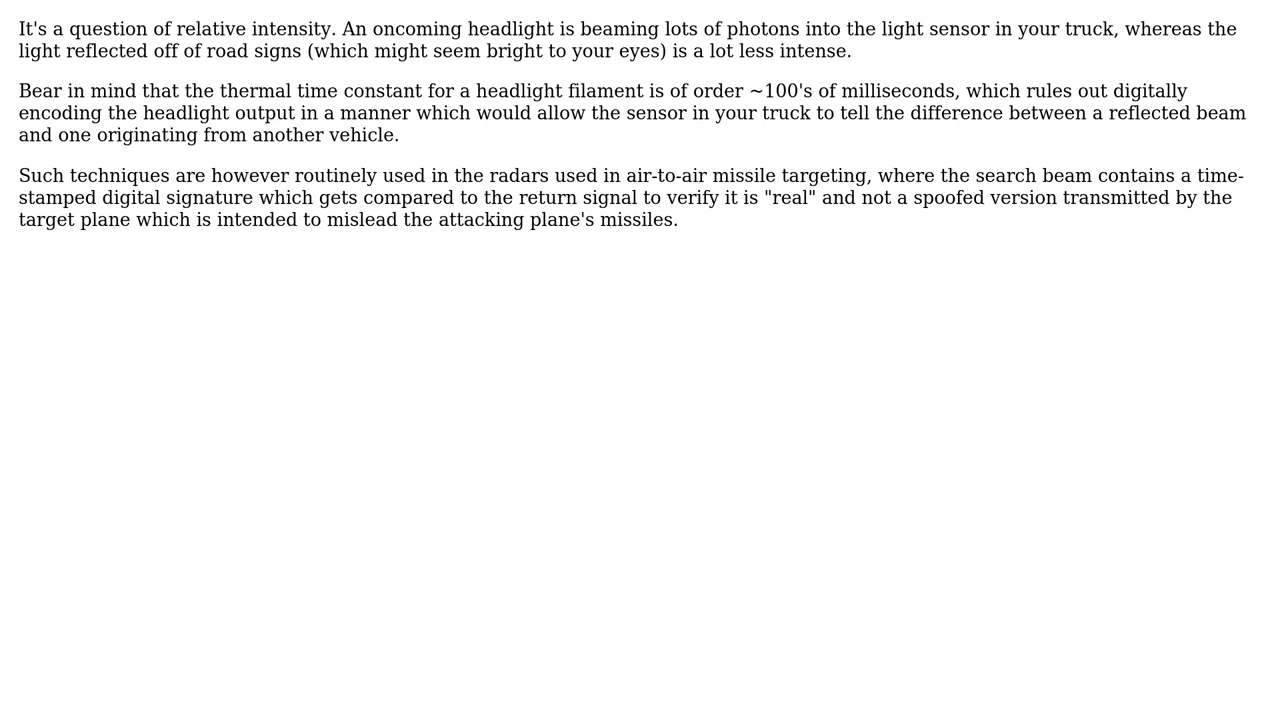 It's a question of relative intensity. An oncoming headlight is beaming lots of photons into the light sensor in your truck, whereas the
light reflected off of road signs (which might seem bright to your eyes) is a lot less intense.
Bear in mind that the thermal time constant for a headlight filament is of order ~100's of milliseconds, which rules out digitally
encoding the headlight output in a manner which would allow the sensor in your truck to tell the difference between a reflected beam
and one originating from another vehicle.
Such techniques are however routinely used in the radars used in air-to-air missile targeting, where the search beam contains a time-
stamped digital signature which gets compared to the return signal to verify it is "real" and not a spoofed version transmitted by the
target plane which is intended to mislead the attacking plane's missiles.